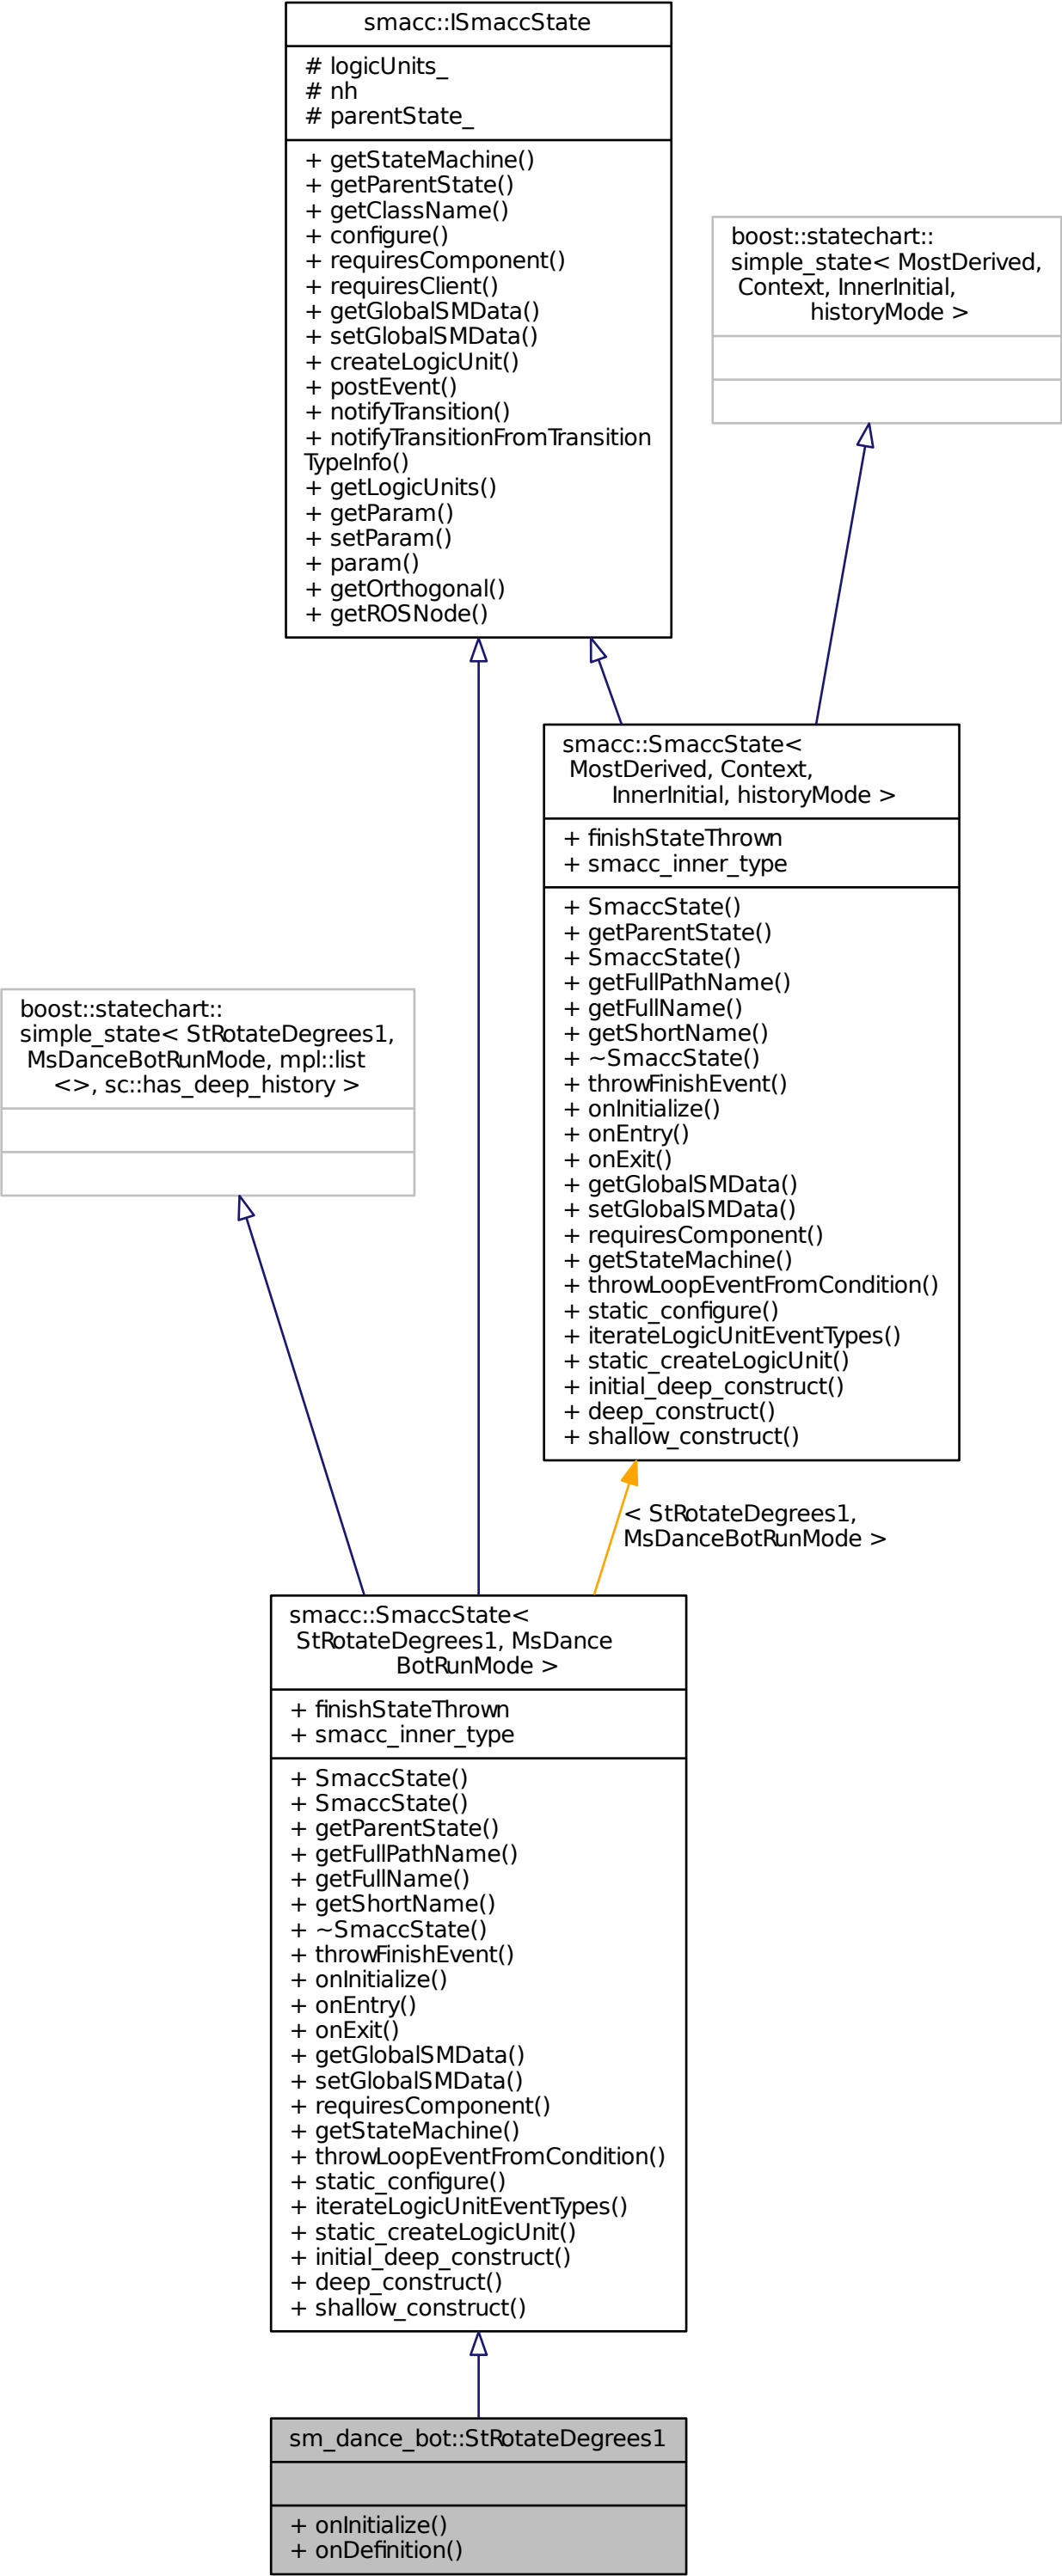 smacc::ISmaccState
# logicUnits_
# nh
# parentState_
+ getStateMachine()
+ getParentState()
+ getClassName()
+ configure()
+ requiresComponent()
+ requiresClient()
+ getGlobalSMData()
+ setGlobalSMData()
+ createLogicUnit()
+ postEvent()
+ notifyTransition()
+ notifyTransitionFromTransition
TypeInfo()
+ getLogicUnits()
+ getParam()
+ setParam()
+ param()
+ getOrthogonal()
+ getROSNode()
boost::statechart::
simple_state< MostDerived,
Context, InnerInitial,
historyMode >
smacc::SmaccState<
MostDerived, Context,
InnerInitial, historyMode >
+ finishStateThrown
+ smacc_inner_type
+ SmaccState()
+ getParentState()
+ SmaccState()
+ getFullPathName()
+ getFullName()
+ getShortName()
+ ~SmaccState()
+ throwFinishEvent()
+ onInitialize()
+ onEntry()
+ onExit()
+ getGlobalSMData()
+ setGlobalSMData()
+ requiresComponent()
+ getStateMachine()
+ throwLoopEventFromCondition()
+ static_configure()
+ iterateLogicUnitEventTypes()
+ static_createLogicUnit()
+ initial_deep_construct()
+ deep_construct()
+ shallow_construct()
boost::statechart::
simple_state< StRotateDegrees1,
MsDanceBotRunMode, mpl::list
<>, sc::has_deep_history >
< StRotateDegrees1,
MsDanceBotRunMode >
smacc::SmaccState<
StRotateDegrees1, MsDance
BotRunMode >
+ finishStateThrown
+ smacc_inner_type
+ SmaccState()
+ SmaccState()
+ getParentState()
+ getFullPathName()
+ getFullName()
+ getShortName()
+ ~SmaccState()
+ throwFinishEvent()
+ onInitialize()
+ onEntry()
+ onExit()
+ getGlobalSMData()
+ setGlobalSMData()
+ requiresComponent()
+ getStateMachine()
+ throwLoopEventFromCondition()
+ static_configure()
+ iterateLogicUnitEventTypes()
+ static_createLogicUnit()
+ initial_deep_construct()
+ deep_construct()
+ shallow_construct()
sm_dance_bot::StRotateDegrees1
+ onInitialize()
+ onDefinition()